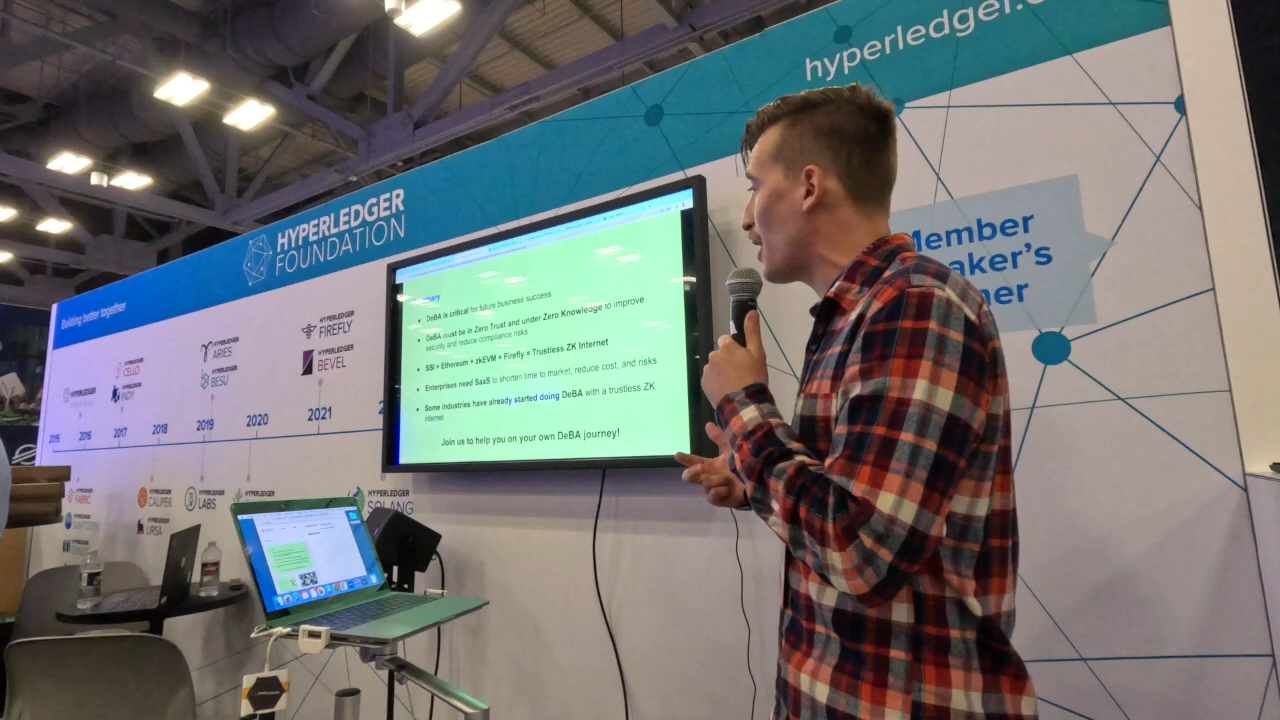 hyperledger.
HYPERLEDGER
FOUNDATION
Building better together
Member
aker's
ner
HYPERLEDGER
FIREFLY
HYPERLEDGER
BEVEL
HYPERLEDGER
ARIES
HYPERLEDGER
BESU
HYPERLEDGER
CELLO
HYPERLEDGER
INDY
HYPERLEDGER
2015
2016
2017
2018
2019
2020
2021
2
HYPERLEDGER
FABRIC
HYPERLEDGER
SAWTOOTH
HYPERLEDGER
CALIPER
HYPERLEDGER
URSA
HYPERLEDGER
LABS
HYPERLEDGER
HYPERLEDGER
SOLANG
mary
• DeBA is critical for future business success
• DeBA must be in Zero Trust and under Zero Knowledge to improve
security and reduce compliance risks
• SSI + Ethereum + zkEVM + Firefly = Trustless ZK Internet
• Enterprises need SaaS to shorten time to market, reduce cost, and risks
• Some industries have already started doing DeBA with a trustless ZK
internet
Join us to help you on your own DeBA journey!